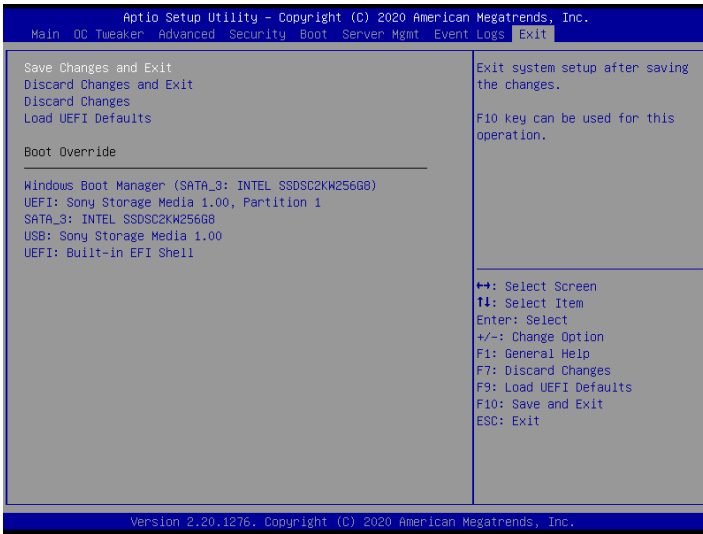 Aptio Setup Utility – Copyright (C) 2020 American Megatrends, Inc.
Main OC Tweaker Advanced Security Boot Server Mgmt Event Logs Exit
Save Changes and Exit
Discard Changes and Exit
Discard Changes
Load UEFI Defaults
Boot Override
Windows Boot Manager (SATA_3: INTEL SSDSC2KW256G8)
UEFI: Sony Storage Media 1.00, Partition 1
SATA_3: INTEL SSDSC2KW256G8
USB: Sony Storage Media 1.00
UEFI: Built-in EFI Shell
Exit system setup after saving
the changes.
F10 key can be used for this
operation.
↔: Select Screen
↑↓: Select Item
Enter: Select
+/-: Change Option
F1: General Help
F7: Discard Changes
F9: Load UEFI Defaults
F10: Save and Exit
ESC: Exit
Version 2.20.1276. Copyright (C) 2020 American Megatrends, Inc.